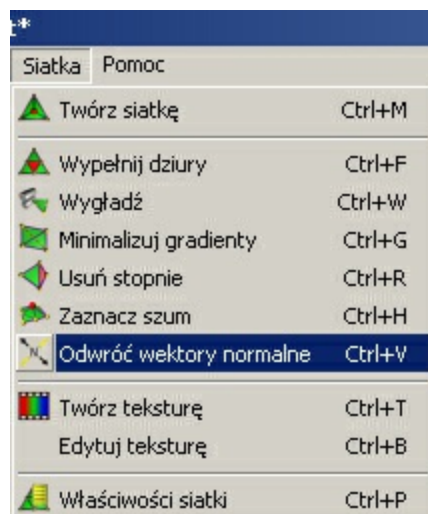 t*
Siatka Pomoc
Twórz siatkę Ctrl+M
Wypełnij dziury Ctrl+F
Wygładź Ctrl+W
Minimalizuj gradienty Ctrl+G
Usuń stopnie Ctrl+R
Zaznacz szum Ctrl+H
N Odwróć wektory normalne Ctrl+V
Twórz teksturę Ctrl+T
Edytuj teksturę Ctrl+B
Właściwości siatki Ctrl+P